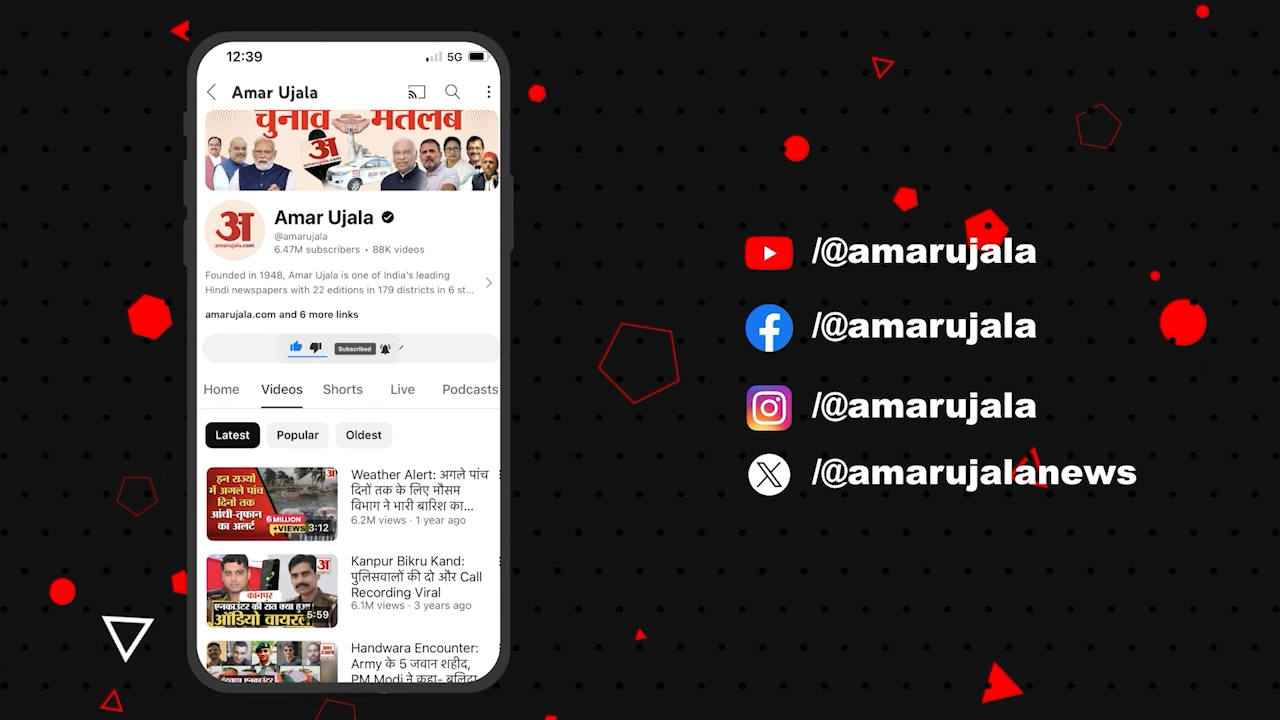 12:39
5G
Amar Ujala
चुनाव मतलब
अ
amarujala.com
अ
amarujala.com
Amar Ujala
@amarujala
6.47M subscribers • 88K videos
Founded in 1948, Amar Ujala is one of India's leading
Hindi newspapers with 22 editions in 179 districts in 6 st...
amarujala.com and 6 more links
Subscribed
Home Videos Shorts Live Podcasts
Latest Popular Oldest
हन राज्यों
में अगले पांच
दिनों तक
आंधी-तूफान
का अलर्ट
6 MILLION
+VIEWS
3:12
अ
Weather Alert: अगले पांच
दिनों तक के लिए मौसम
विभाग ने भारी बारिश का...
6.2M views · 1 year ago
अ
कानपुर
एनकाउंटर की रात क्या हुआ
ऑडियो वायरल
5:59
Kanpur Bikru Kand:
पुलिसवालों की दो और Call
Recording Viral
6.1M views · 3 years ago
Handwara Encounter:
Army के 5 जवान शहीद,
PM Modi ने कहा-
/@amarujala
/@amarujala
/@amarujala
/@amarujalanews